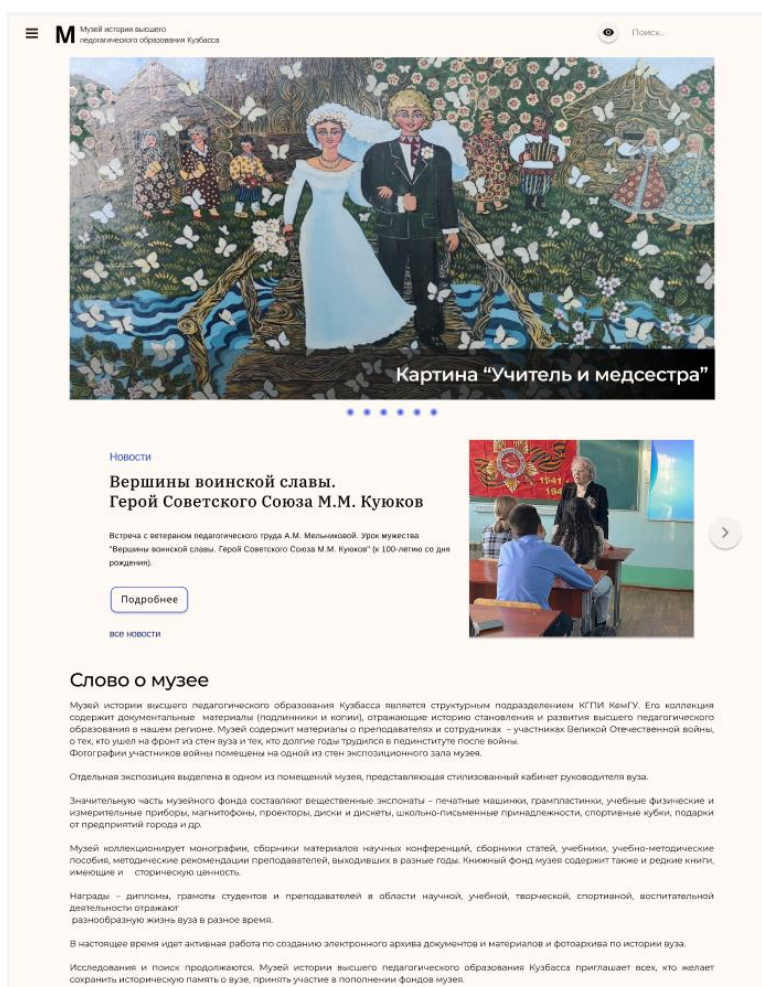 Музей истории высшего
педогагического образования Кузбасса
М
Поиск...
Картина “Учитель и медсестра”
Новости
Вершины воинской славы.
Герой Советского Союза М.М. Куюков
Встреча с ветераном педагогического труда А.М. Мельниковой. Урок мужества
"Вершины воинской славы. Герой Советского Союза М.М. Куюков" (к 100-летию со дня
рождения).
1941
194
Подробнее
все новости
Слово о музее
Музей истории высшего педагогического образования Кузбасса является структурным подразделением КГПИ КемГУ. Его коллекция
содержит документальные материалы (подлинники и копии), отражающие историю становления и развития высшего педагогического
образования в нашем регионе. Музей содержит материалы о преподавателях и сотрудниках – участниках Великой Отечественной войны,
о тех, кто ушел на фронт из стен вуза и тех, кто долгие годы трудился в пединституте после войны.
Фотографии участников войны помещены на одной из стен экспозиционного зала музея.
Отдельная экспозиция выделена в одном из помещений музея, представляющая стилизованный кабинет руководителя вуза.
Значительную часть музейного фонда составляют вещественные экспонаты – печатные машинки, грампластинки, учебные физические и
измерительные приборы, магнитофоны, проекторы, диски и дискеты, школьно-письменные принадлежности, спортивные кубки, подарки
от предприятий города и др.
Музей коллекционирует монографии, сборники материалов научных конференций, сборники статей, учебники, учебно-методические
пособия, методические рекомендации преподавателей, выходивших в разные годы. Книжный фонд музея содержит также и редкие книги,
имеющие и сторическую ценность.
Награды – дипломы, грамоты студентов и преподавателей в области научной, учебной, творческой, спортивной, воспитательной
деятельности отражают
разнообразную жизнь вуза в разное время.
В настоящее время идет активная работа по созданию электронного архива документов и материалов и фотоархива по истории вуза.
Исследования и поиск продолжаются. Музей истории высшего педагогического образования Кузбасса приглашает всех, кто желает
сохранить историческую память о вузе, принять участие в пополнении фондов музея.